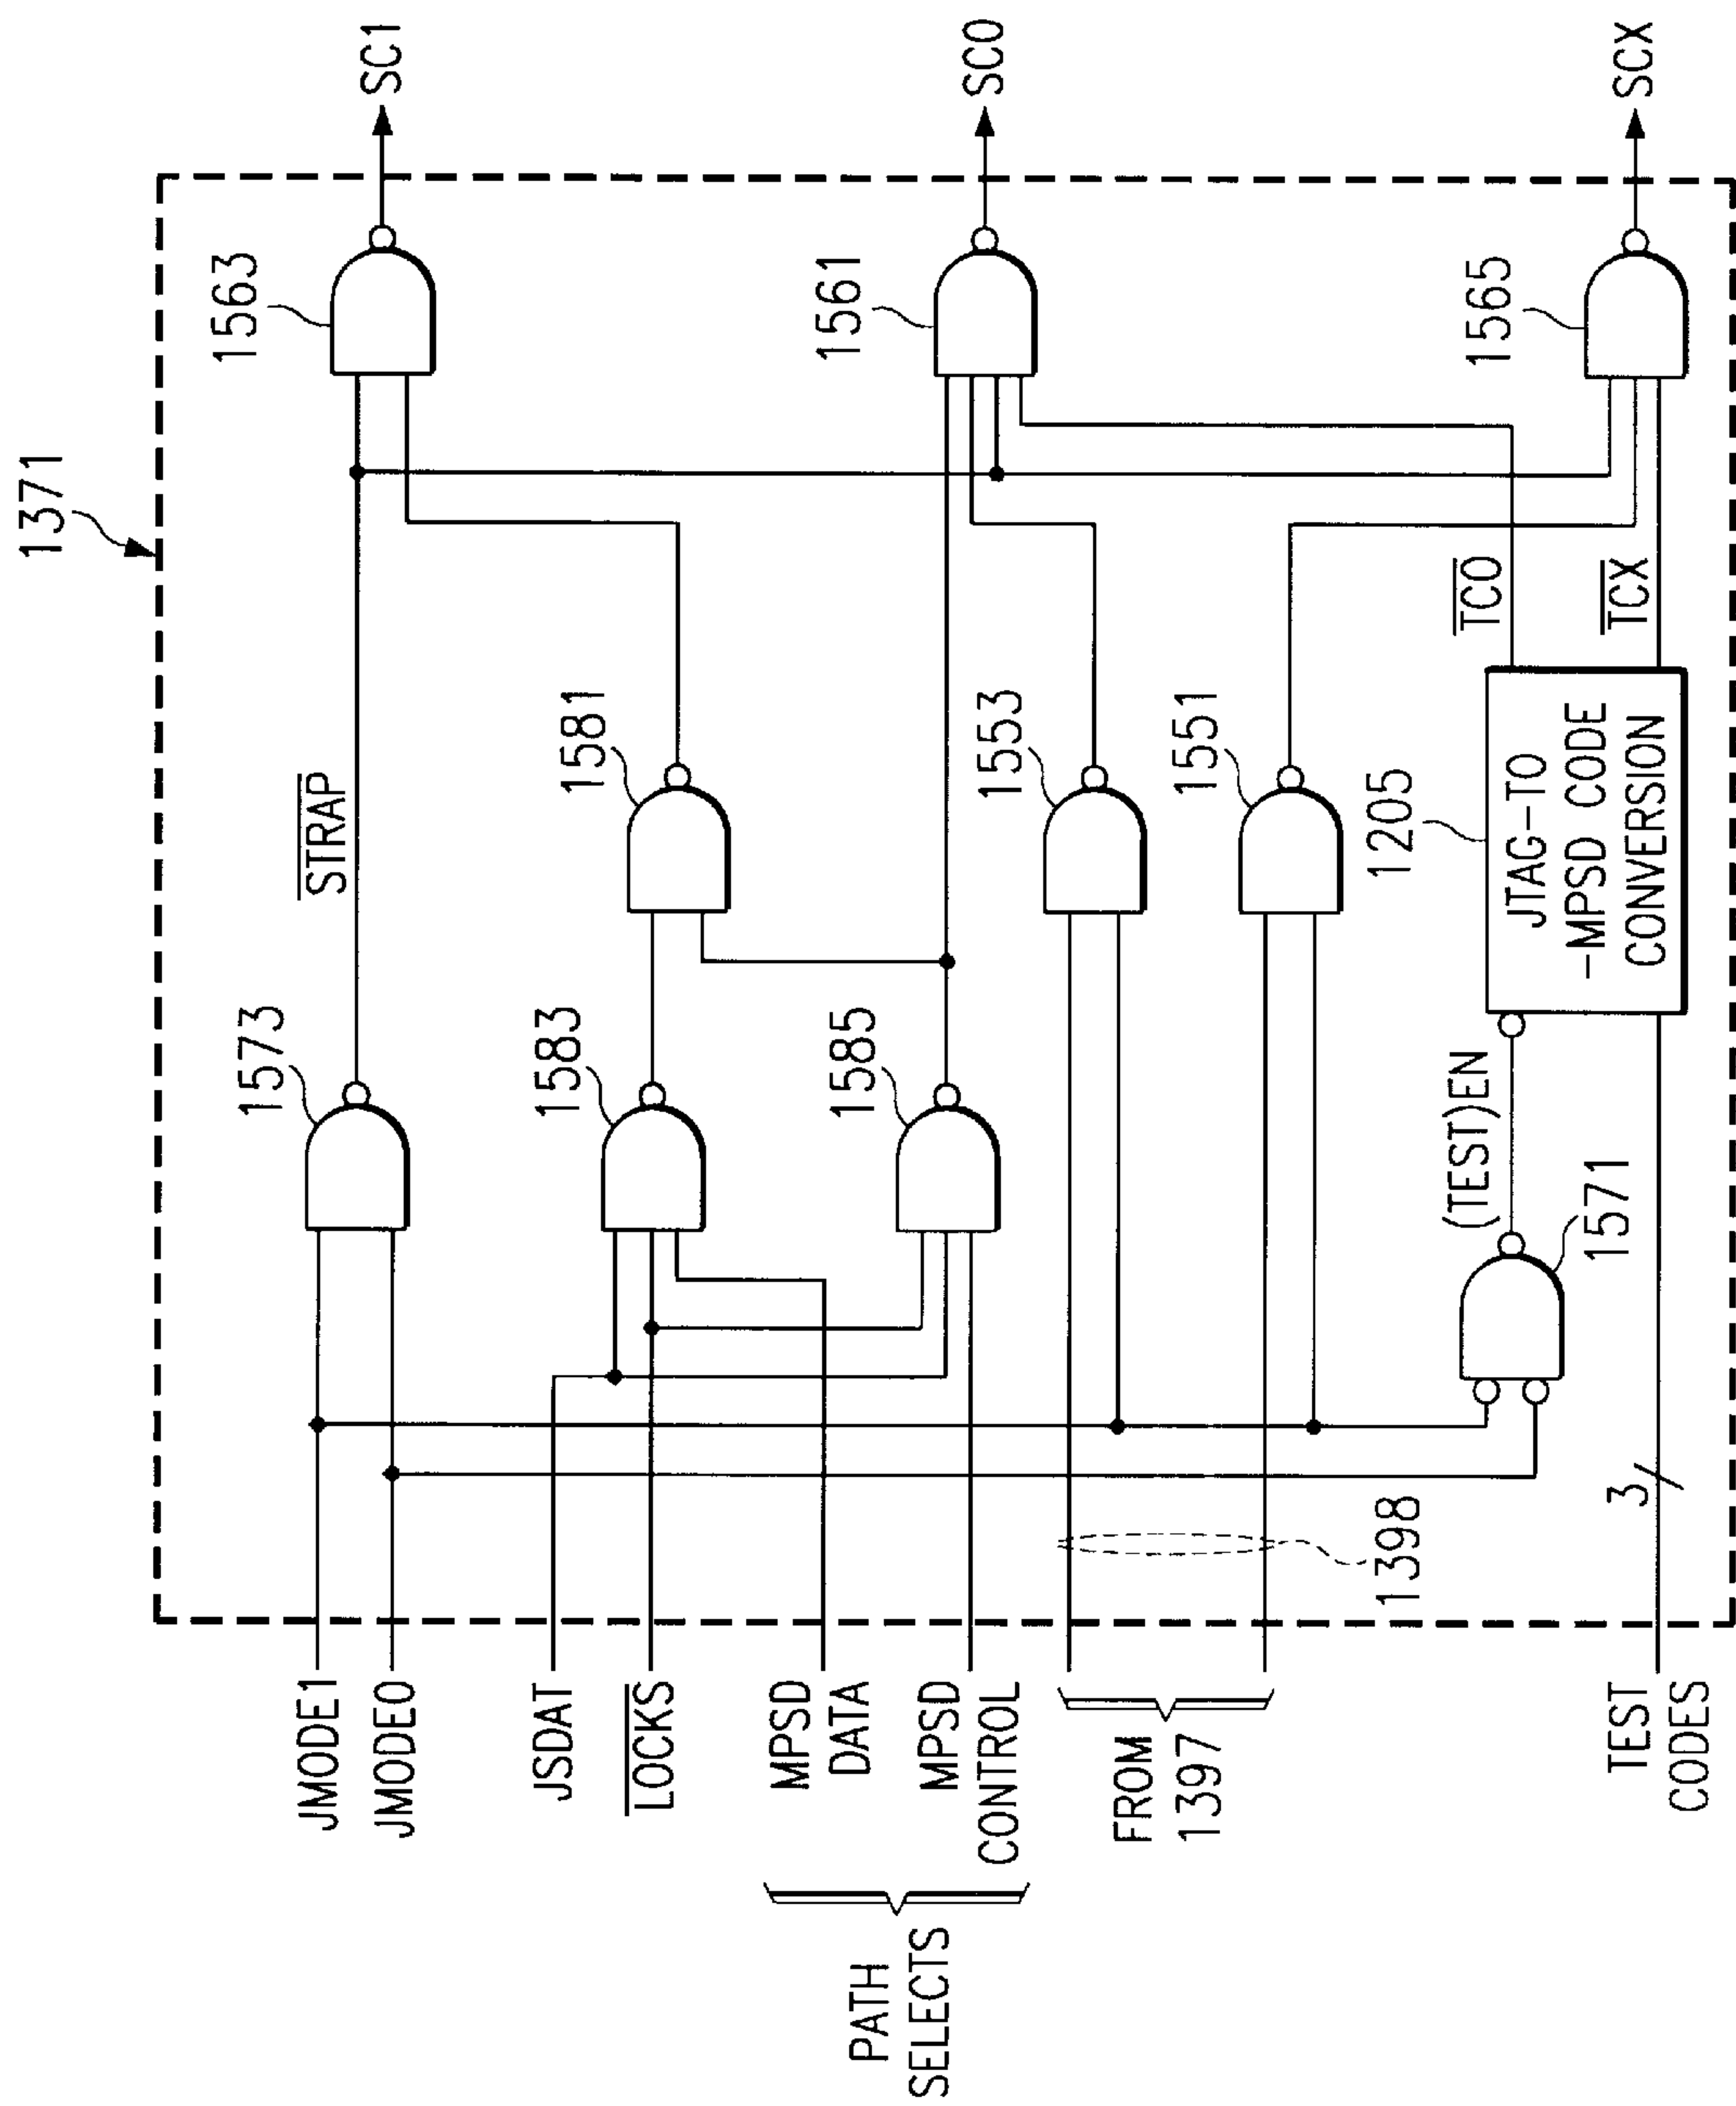 1371
JMODE1
JMODE0
JSDAT
LOCKS
MPSD
DATA
MPSD
CONTROL
PATH
SELECTS
FROM
1397
TEST
CODES
1573
STRAP
1563
SC1
1583
1581
1585
1561
SC0
1553
1551
1398
3
1571
(TEST)EN
1205
JTAG-TO
-MPSD CODE
CONVERSION
TC0
TCX
1565
SCX